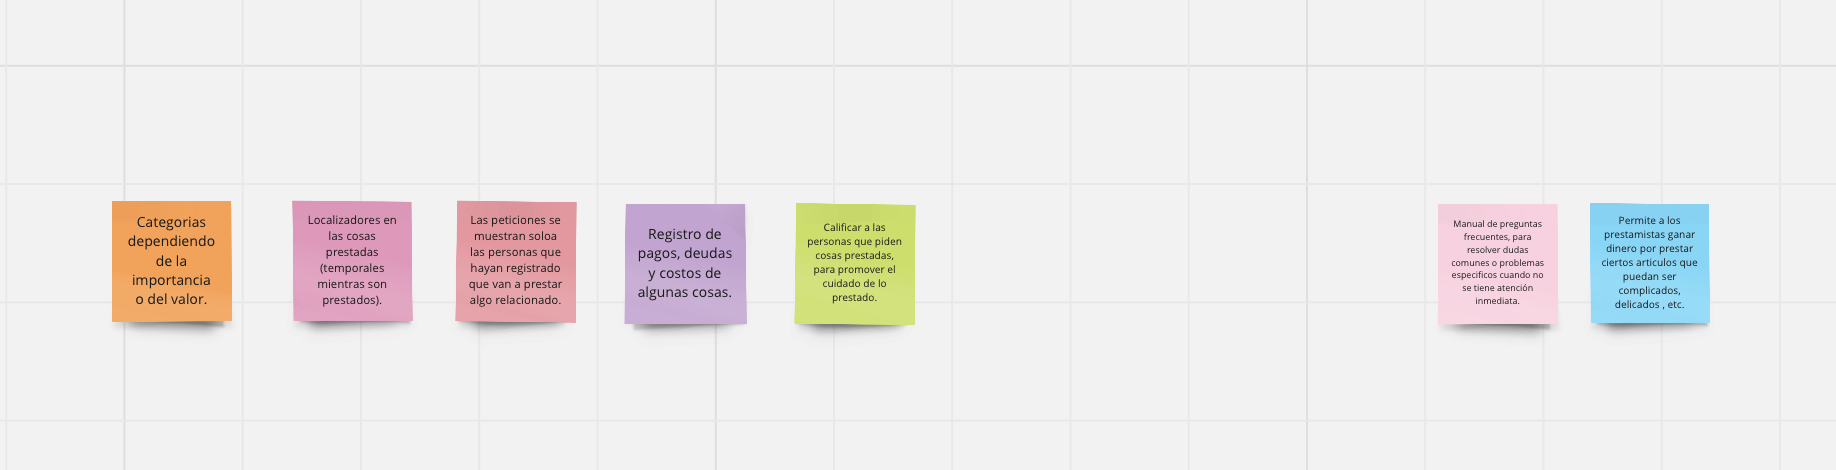 Categorias
dependiendo
de la
importancia
o del valor.
Localizadores en
las cosas
prestadas
(temporales
mientras son
prestados).
Las peticiones se
muestran soloa
las personas que
hayan registrado
que van a prestar
algo relacionado.
Registro de
pagos, deudas
y costos de
algunas cosas.
Calificar a las
personas que piden
cosas prestadas,
para promover el
cuidado de lo
prestado.
Manual de preguntas
frecuentes, para
resolver dudas
comunes o problemas
especificos cuando no
se tiene atención
inmediata.
Permite a los
prestamistas ganar
dinero por prestar
ciertos articulos que
puedan ser
complicados,
delicados , etc.